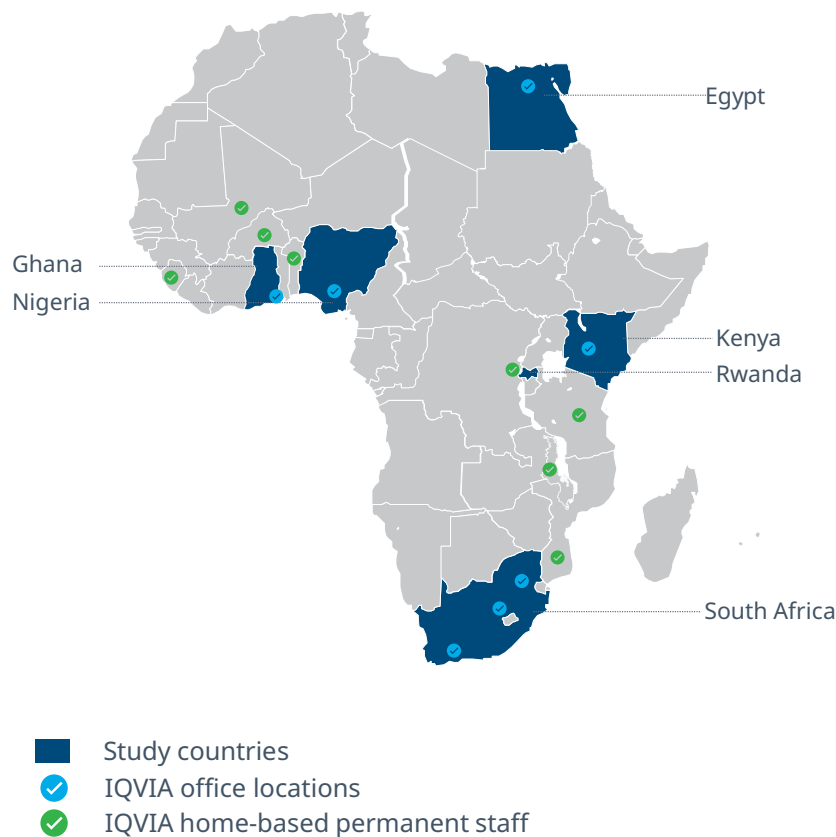 Egypt
Ghana
Nigeria
Kenya
Rwanda
South Africa
Study countries
IQVIA office locations
IQVIA home-based permanent staff